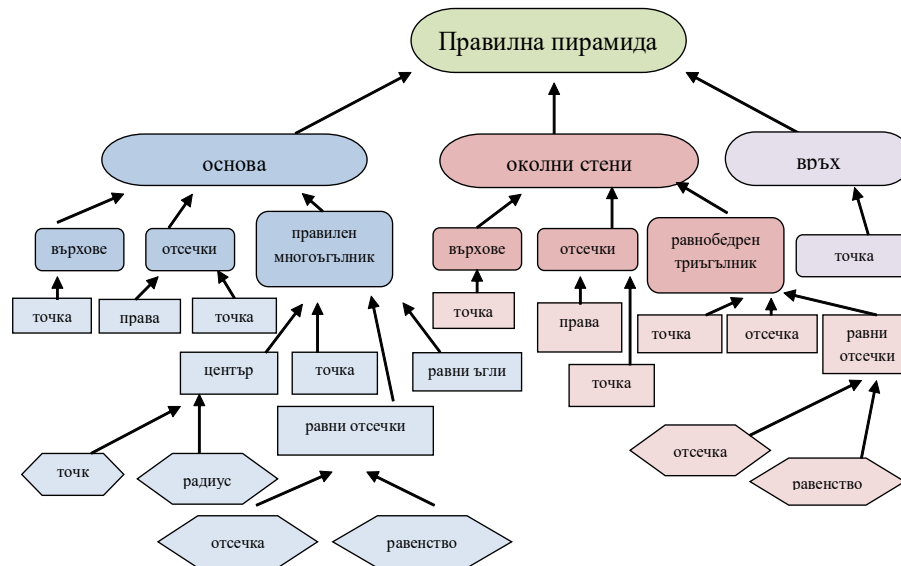 Правилна пирамида
основа
околни стени
връх
върхове
отсечки
правилен
многоъгълник
върхове
отсечки
равнобедрен
триъгълник
точка
точка
права
точка
точка
права
точка
отсечка
равни
отсечки
център
точка
равни ъгли
точка
равни отсечки
точк
радиус
отсечка
равенство
отсечка
равенство